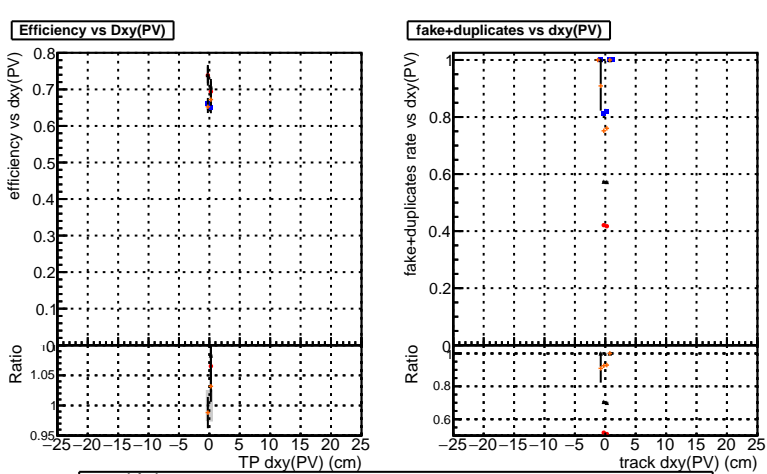 Efficiency vs Dxy(PV)
efficiency vs dxy(PV)
0.8
0.7
0.6
0.5
0.4
0.3
0.2
0.1
0
Ratio
1.05
1
0.95
−25 −20 −15 −10 −5 0 5 10 15 20 25
TP dxy(PV) (cm)
fake+duplicates vs dxy(PV)
fake+duplicates rate vs dxy(PV)
1
0.8
0.6
0.4
0.2
0
Ratio
1
0.8
0.6
−25 −20 −15 −10 −5 0 5 10 15 20 25
track dxy(PV) (cm)